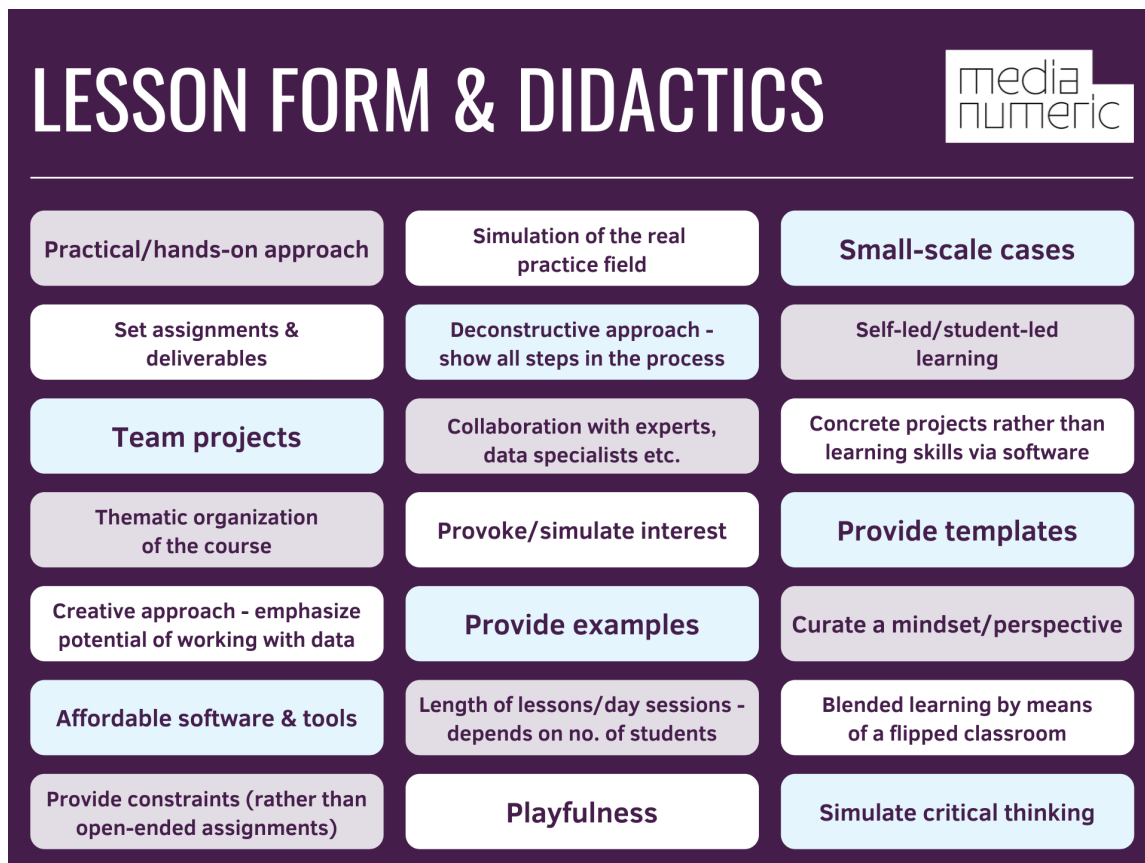 LESSON FORM & DIDACTICS
media
numeric
Practical/hands-on approach
Simulation of the real
practice field
Small-scale cases
Set assignments &
deliverables
Deconstructive approach -
show all steps in the process
Self-led/student-led
learning
Team projects
Collaboration with experts,
data specialists etc.
Concrete projects rather than
learning skills via software
Thematic organization
of the course
Provoke/simulate interest
Provide templates
Creative approach - emphasize
potential of working with data
Provide examples
Curate a mindset/perspective
Affordable software & tools
Length of lessons/day sessions -
depends on no. of students
Blended learning by means
of a flipped classroom
Provide constraints (rather than
open-ended assignments)
Playfulness
Simulate critical thinking